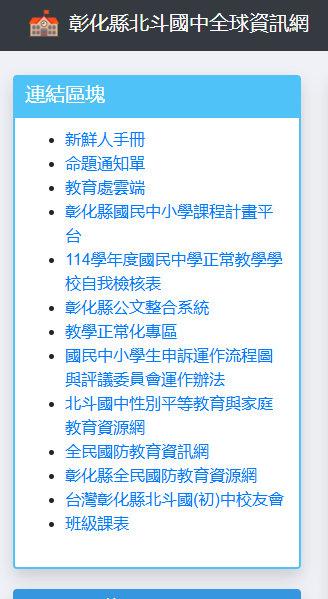 彰化縣北斗國中全球資訊網
連結區塊
新鮮人手冊
命題通知單
教育處雲端
彰化縣國民中小學課程計畫平
台
114學年度國民中學正常教學學
校自我檢核表
彰化縣公文整合系統
教學正常化專區
國民中小學生申訴運作流程圖
與評議委員會運作辦法
北斗國中性別平等教育與家庭
教育資源網
全民國防教育資訊網
彰化縣全民國防教育資源網
台灣彰化縣北斗國(初)中校友會
班級課表